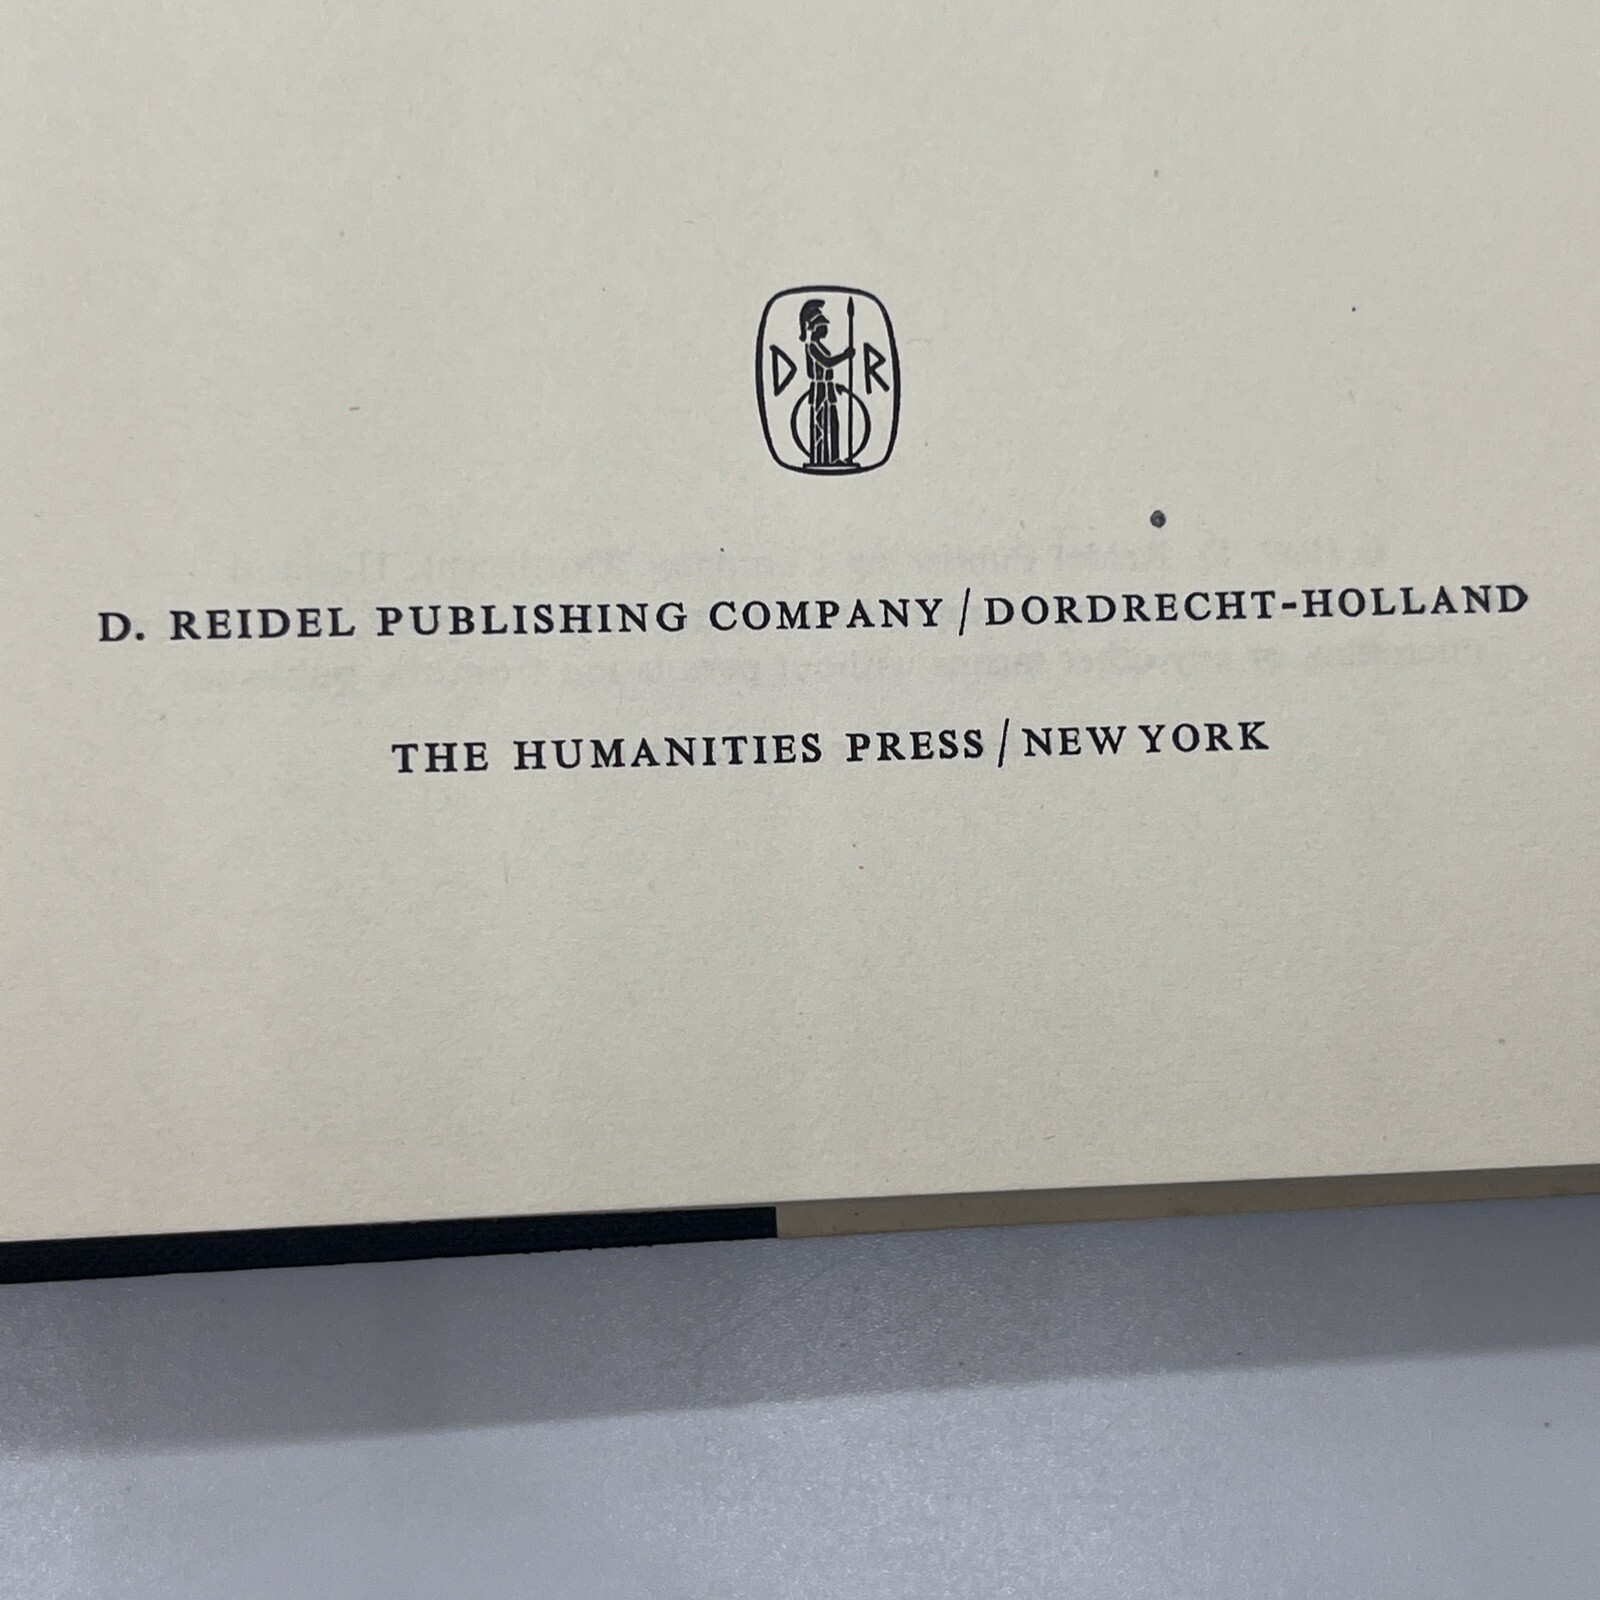 D R
D. REIDEL PUBLISHING COMPANY / DORDRECHT-HOLLAND
THE HUMANITIES PRESS / NEW YORK